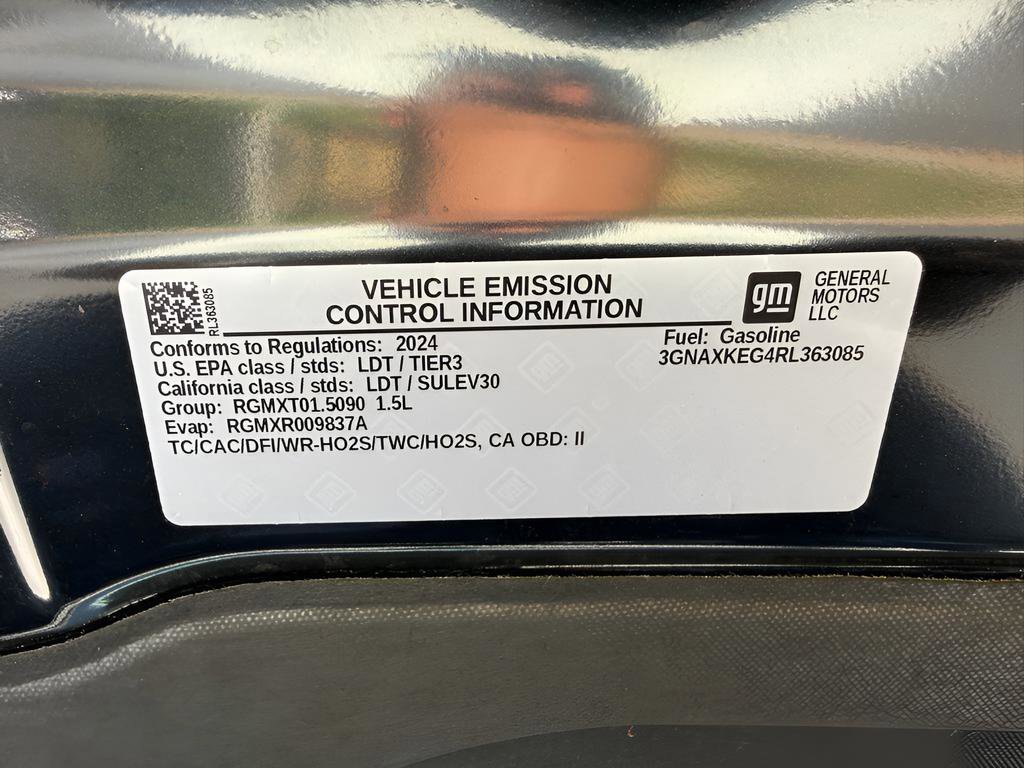 RL363085
VEHICLE EMISSION
CONTROL INFORMATION
gm
GENERAL
MOTORS
LLC
Conforms to Regulations: 2024
U.S. EPA class / stds: LDT / TIER3
California class / stds: LDT / SULEV30
Group: RGMXT01.5090 1.5L
Evap: RGMXR009837A
TC/CAC/DFI/WR-HO2S/TWC/HO2S, CA OBD: II
Fuel: Gasoline
3GNAXKEG4RL363085